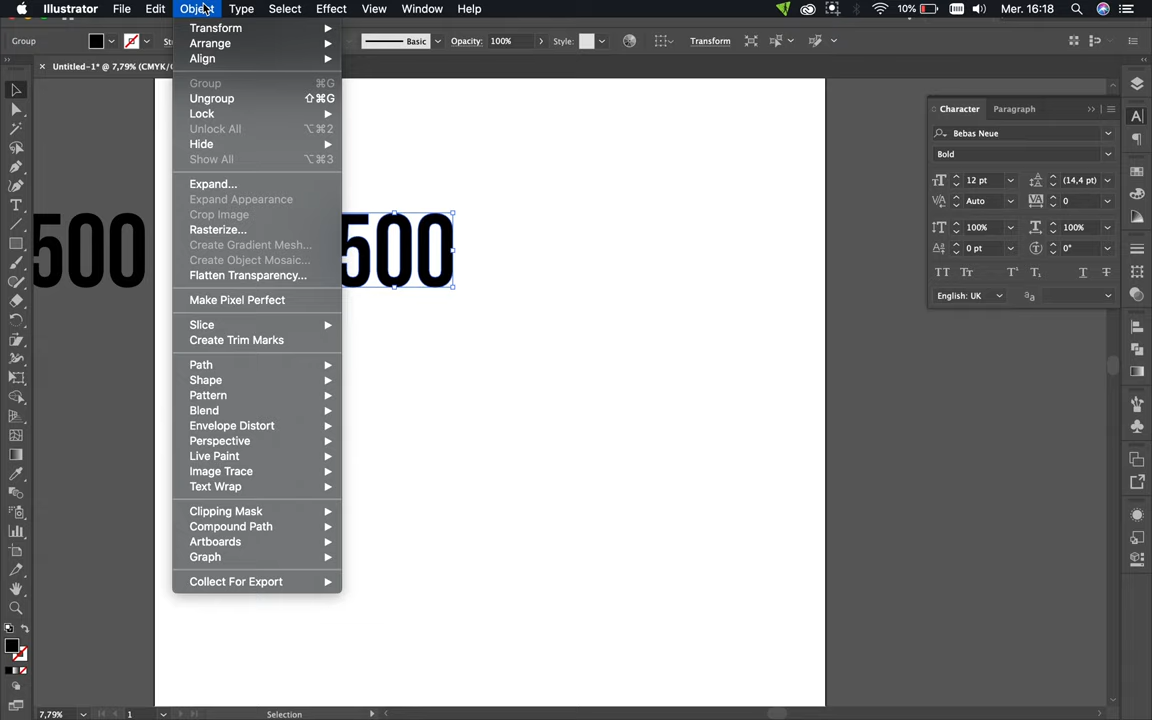 Illustrator File Edit Object Type Select Effect View Window Help 10% Mer. 16:18
Group Basic Opacity: 100% Style: Transform
Untitled-1* @ 7,79% (CMYK/
Transform
Arrange
Align
Group ⌘G
Ungroup ⇧⌘G
Lock
Unlock All ⌥⌘2
Hide
Show All ⌥⌘3
Expand...
Expand Appearance
Crop Image
Rasterize...
Create Gradient Mesh...
Create Object Mosaic...
Flatten Transparency...
Make Pixel Perfect
Slice
Create Trim Marks
Path
Shape
Pattern
Blend
Envelope Distort
Perspective
Live Paint
Image Trace
Text Wrap
Clipping Mask
Compound Path
Artboards
Graph
Collect For Export
500
500
Character Paragraph
Bebas Neue
Bold
12 pt (14,4 pt)
Auto 0
100% 100%
0 pt 0°
English: UK
7,79% 1 Selection